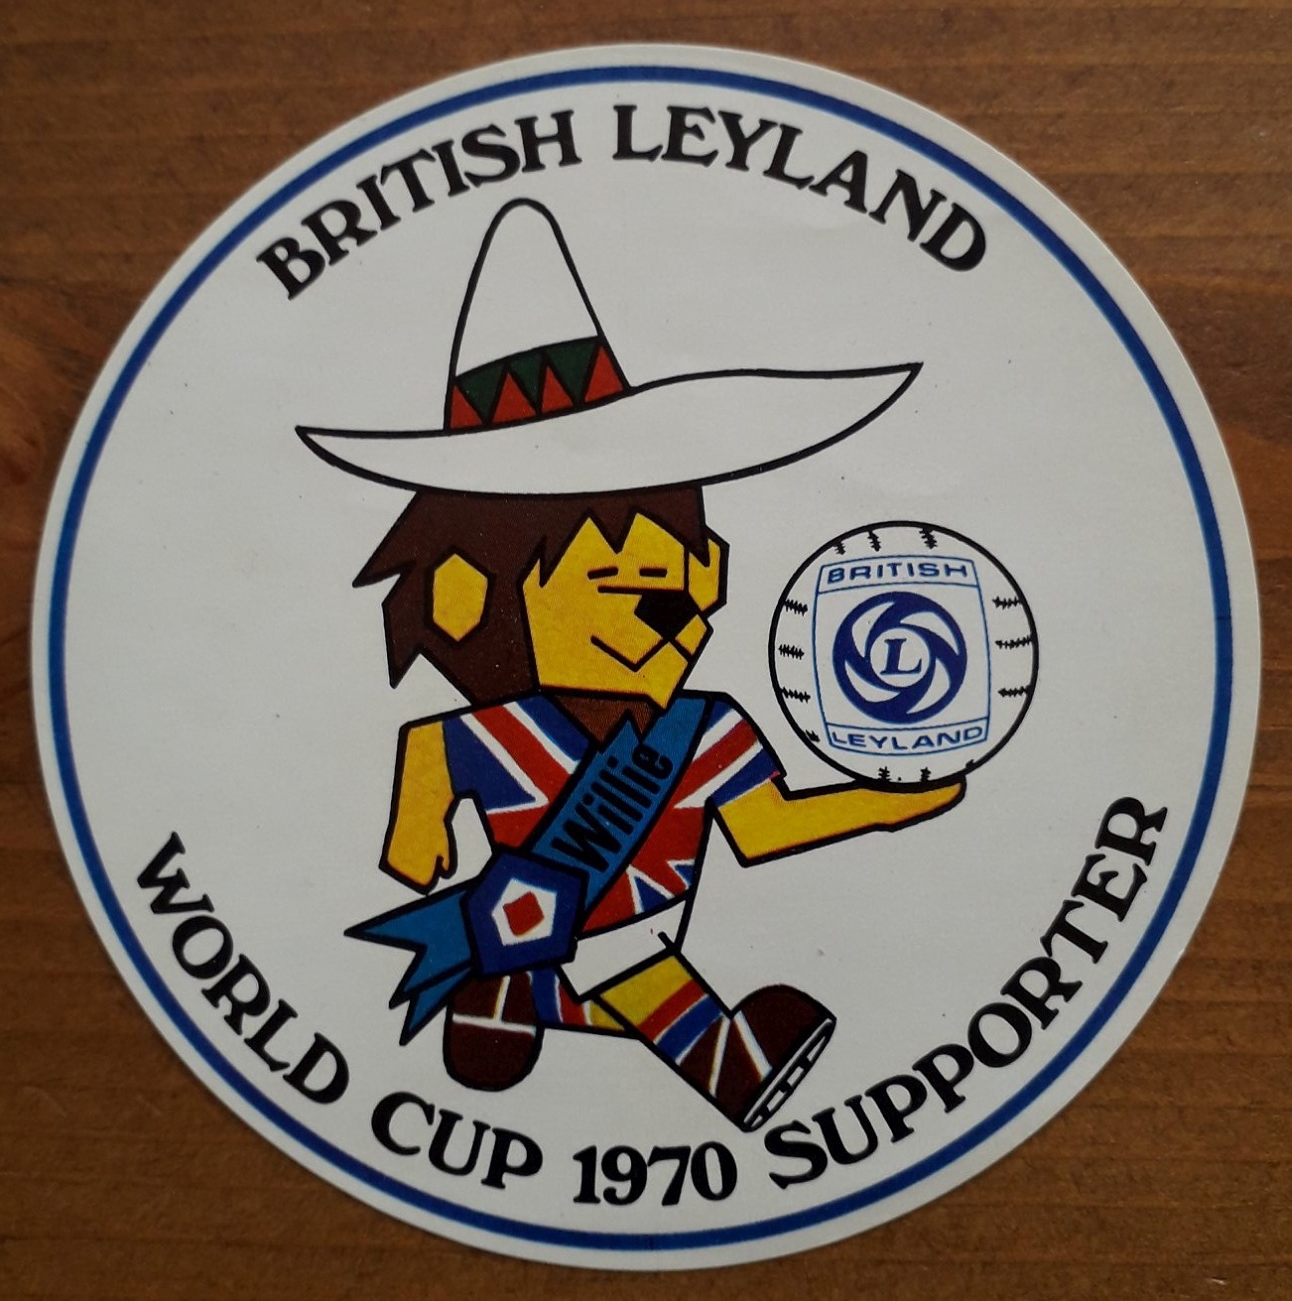 BRITISH LEYLAND
BRITISH
L
LEYLAND
Willie
WORLD CUP 1970 SUPPORTER